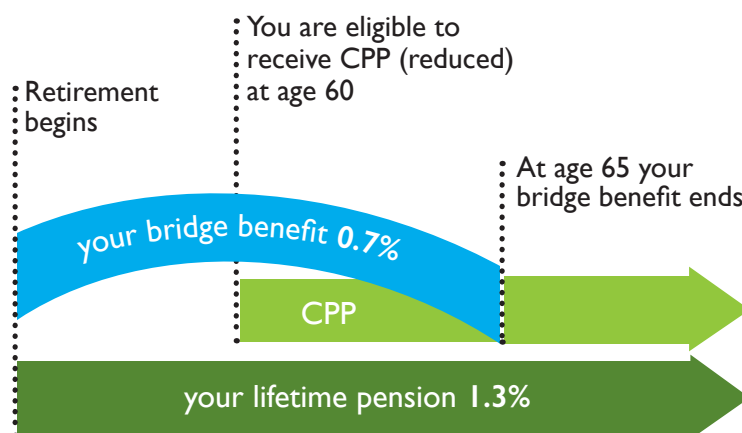 You are eligible to
receive CPP (reduced)
at age 60
Retirement
begins
At age 65 your
bridge benefit ends
your bridge benefit 0.7%
CPP
your lifetime pension 1.3%